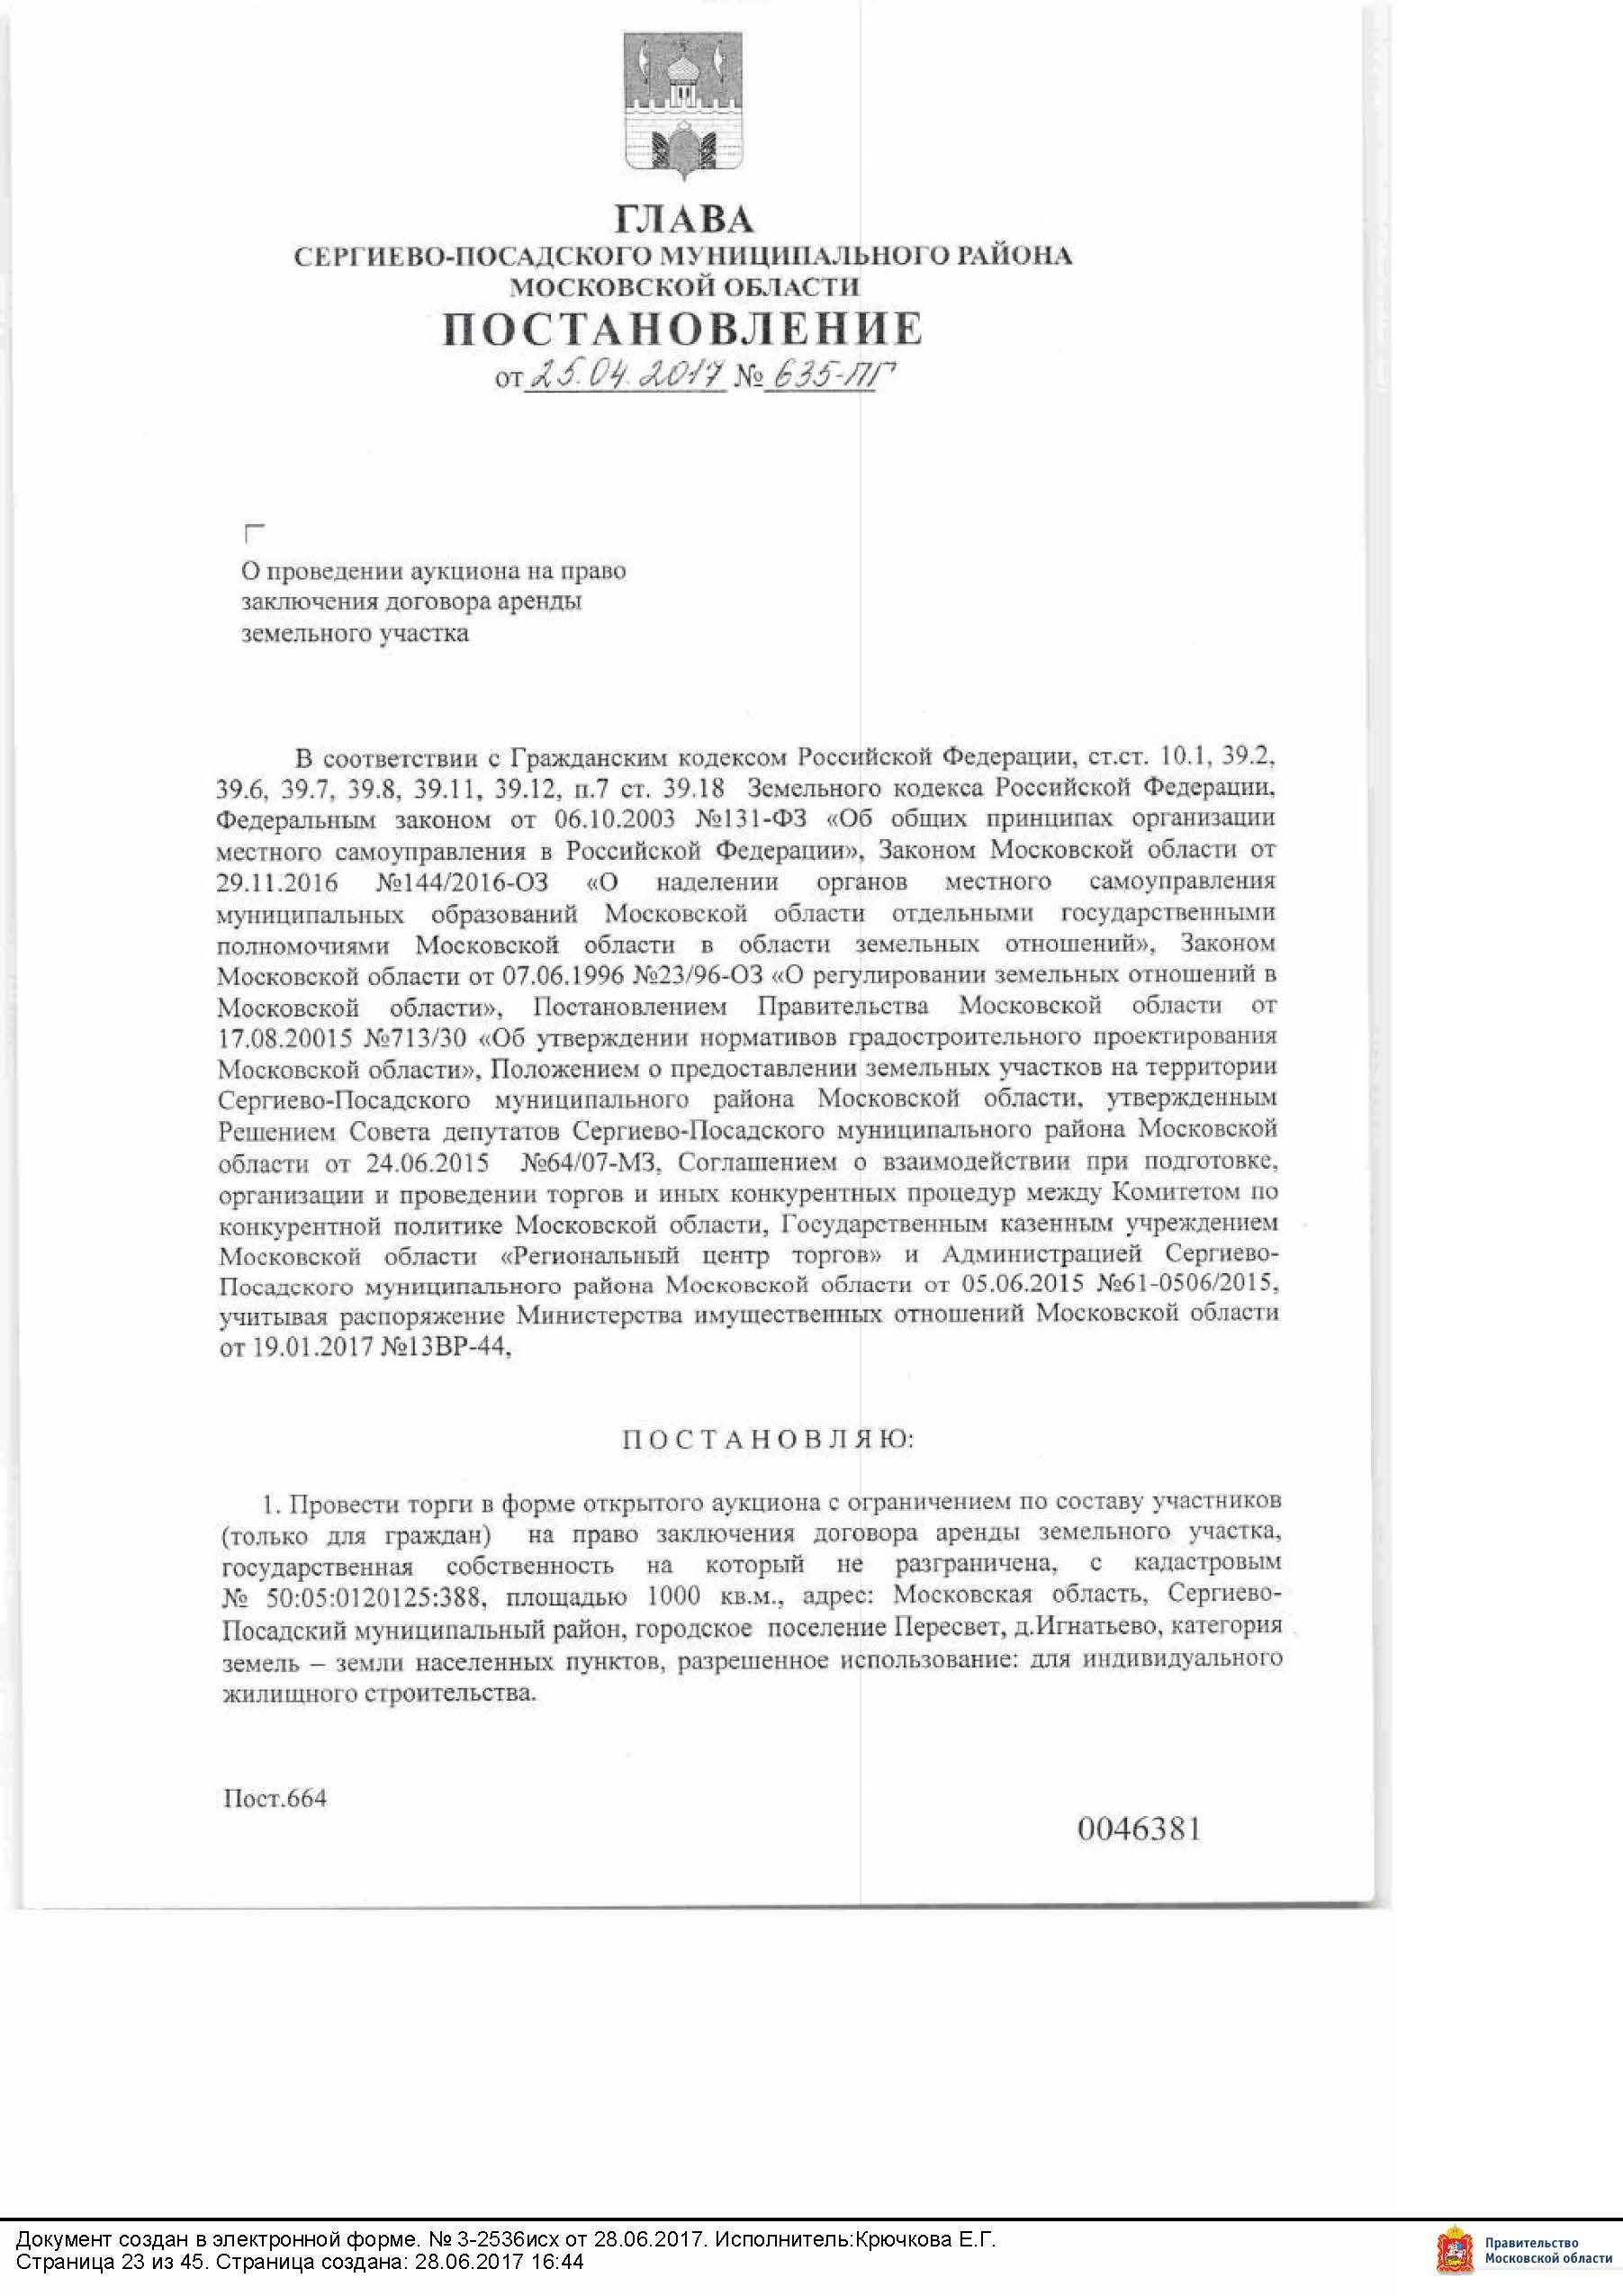 ГЛАВА
СЕРГИЕВО-ПОСАДСКОГО МУНИЦИПАЛЬНОГО РАЙОНА
МОСКОВСКОЙ ОБЛАСТИ
ПОСТАНОВЛЕНИЕ
от 25.04.2017 № 635-ПГ
О проведении аукциона на право
заключения договора аренды
земельного участка
В соответствии с Гражданским кодексом Российской Федерации, ст.ст. 10.1, 39.2,
39.6, 39.7, 39.8, 39.11, 39.12, п.7 ст. 39.18 Земельного кодекса Российской Федерации,
Федеральным законом от 06.10.2003 №131-ФЗ «Об общих принципах организации
местного самоуправления в Российской Федерации», Законом Московской области от
29.11.2016 №144/2016-ОЗ «О наделении органов местного самоуправления
муниципальных образований Московской области отдельными государственными
полномочиями Московской области в области земельных отношений», Законом
Московской области от 07.06.1996 №23/96-ОЗ «О регулировании земельных отношений в
Московской области», Постановлением Правительства Московской области от
17.08.20015 №713/30 «Об утверждении нормативов градостроительного проектирования
Московской области», Положением о предоставлении земельных участков на территории
Сергиево-Посадского муниципального района Московской области, утвержденным
Решением Совета депутатов Сергиево-Посадского муниципального района Московской
области от 24.06.2015 №64/07-МЗ, Соглашением о взаимодействии при подготовке,
организации и проведении торгов и иных конкурентных процедур между Комитетом по
конкурентной политике Московской области, Государственным казенным учреждением
Московской области «Региональный центр торгов» и Администрацией Сергиево-
Посадского муниципального района Московской области от 05.06.2015 №61-0506/2015,
учитывая распоряжение Министерства имущественных отношений Московской области
от 19.01.2017 №13ВР-44,
П О С Т А Н О В Л Я Ю:
1. Провести торги в форме открытого аукциона с ограничением по составу участников
(только для граждан) на право заключения договора аренды земельного участка,
государственная собственность на который не разграничена, с кадастровым
№ 50:05:0120125:388, площадью 1000 кв.м., адрес: Московская область, Сергиево-
Посадский муниципальный район, городское поселение Пересвет, д.Игнатьево, категория
земель – земли населенных пунктов, разрешенное использование: для индивидуального
жилищного строительства.
Пост.664
0046381
Документ создан в электронной форме. № 3-2536исх от 28.06.2017. Исполнитель:Крючкова Е.Г.
Страница 23 из 45. Страница создана: 28.06.2017 16:44
Правительство
Московской области